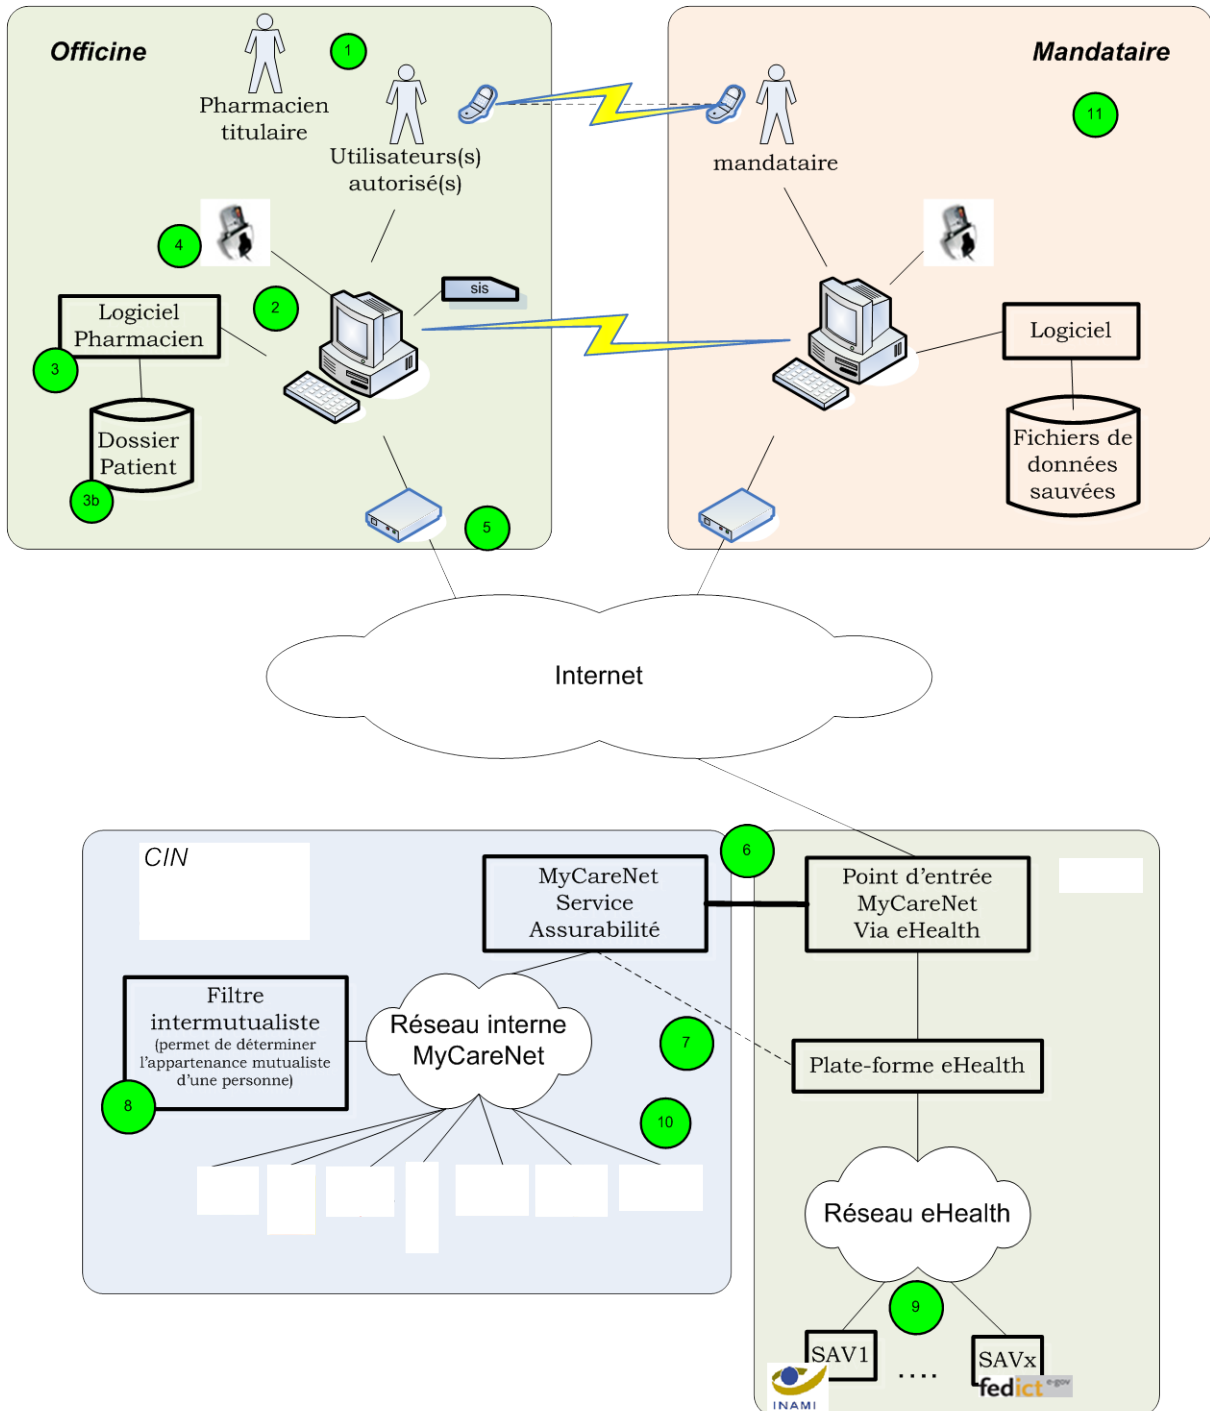 Officine
1
Pharmacien
titulaire
Utilisateurs(s)
autorisé(s)
Mandataire
11
mandataire
4
2
sis
Logiciel
Pharmacien
3
Dossier
Patient
3b
5
Logiciel
Fichiers de
données
sauvées
Internet
CIN
6
MyCareNet
Service
Assurabilité
Point d'entrée
MyCareNet
Via eHealth
Filtre
intermutualiste
(permet de déterminer
l'appartenance mutualiste
d'une personne)
8
Réseau interne
MyCareNet
7
Plate-forme eHealth
10
Réseau eHealth
9
SAV1
....
SAVx
INAMI
fedict e-gov